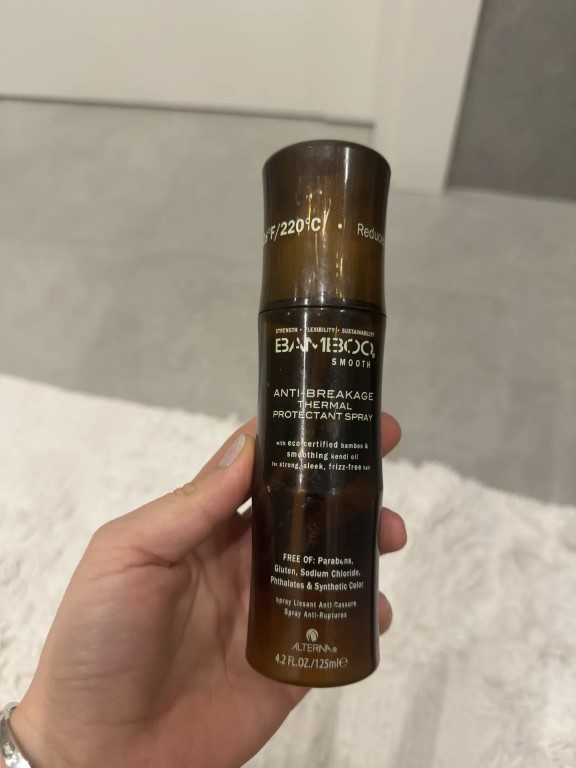 °F/220°C • Reduce
STRENGTH • FLEXIBILITY • SUSTAINABILITY
BAMBOO
SMOOTH
ANTI-BREAKAGE
THERMAL
PROTECTANT SPRAY
with eco-certified bamboo &
smoothing kendi oil
for strong, sleek, frizz-free hair
FREE OF: Parabens,
Gluten, Sodium Chloride,
Phthalates & Synthetic Color
Spray Lissant Anti-Cassure
Spray Anti-Rupturas
ALTERNA®
4.2 FL.OZ./125ml℮